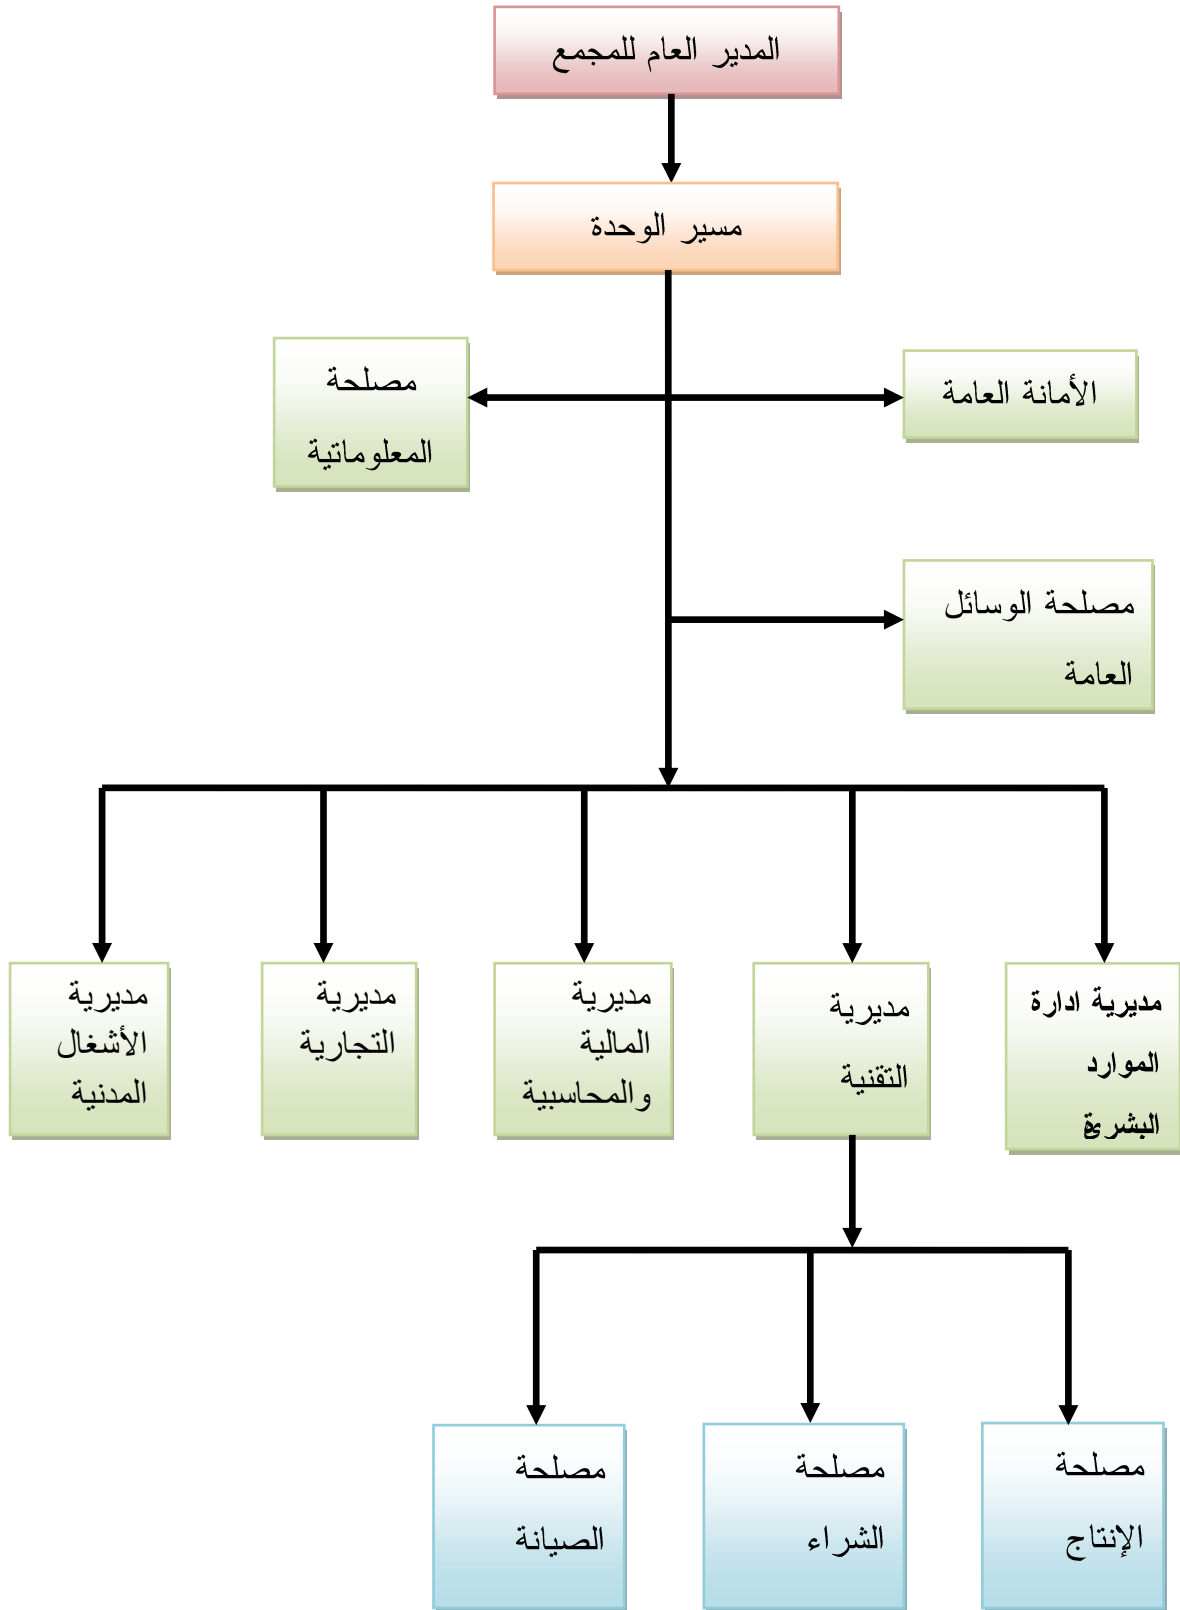 المدير العام للمجمع
مسير الوحدة
الأمانة العامة
مصلحة
المعلوماتية
مصلحة الوسائل
العامة
مديرية ادارة
الموارد
البشرية
مديرية
التقنية
مديرية
المالية
والمحاسبية
مديرية
التجارية
مديرية
الأشغال
المدنية
مصلحة
الإنتاج
مصلحة
الشراء
مصلحة
الصيانة